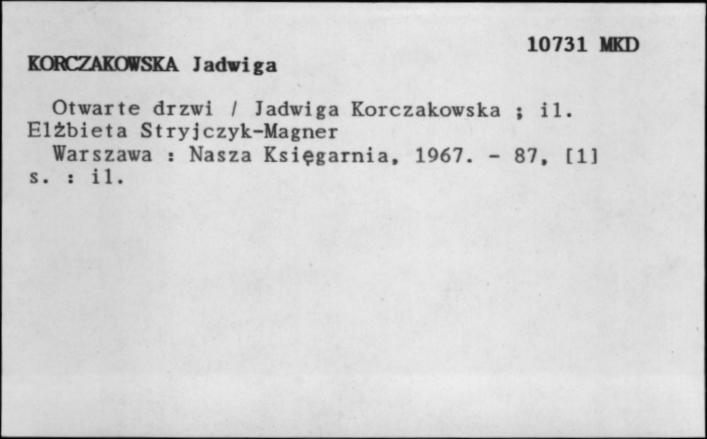 10731 MKD
KORCZAKOWSKA Jadwiga
Otwarte drzwi / Jadwiga Korczakowska ; il.
Elżbieta Stryjczyk-Magner
Warszawa : Nasza Księgarnia, 1967. - 87, [1]
s. : il.